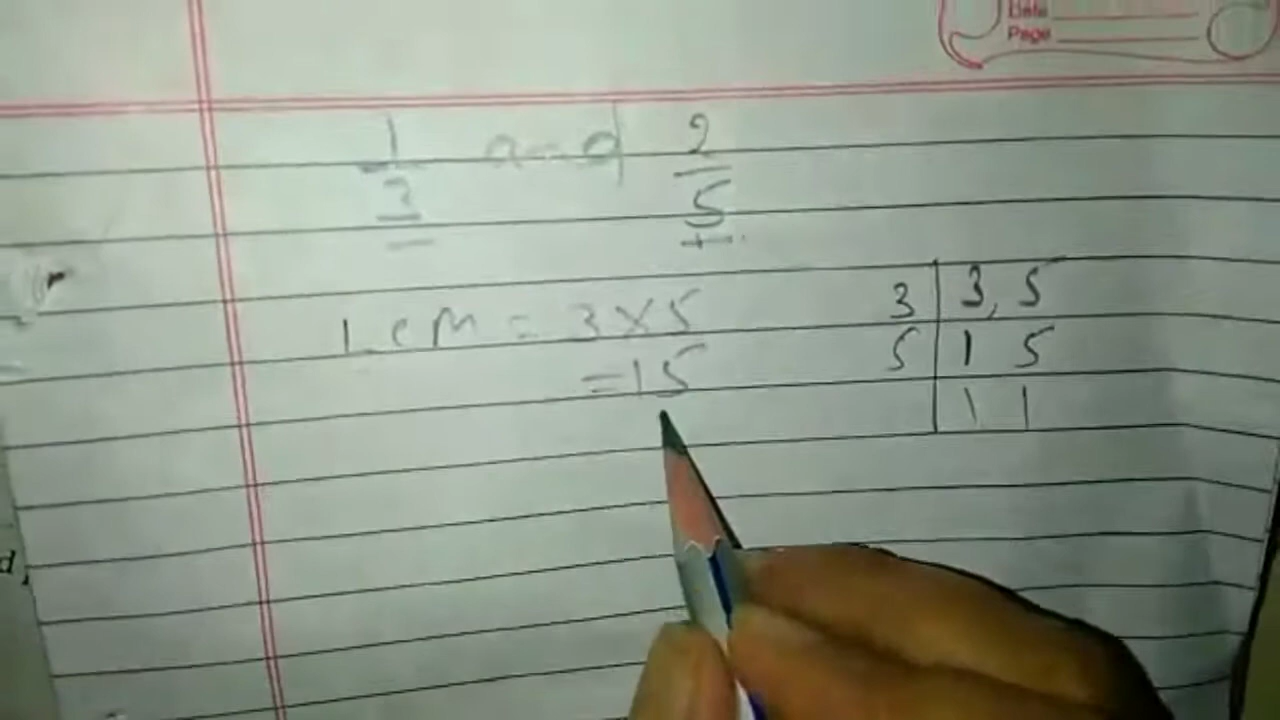 Date
Page
1/3 and 2/5
LCM = 3 × 5
= 15
3 | 3, 5
5 | 1 5
| 1 1